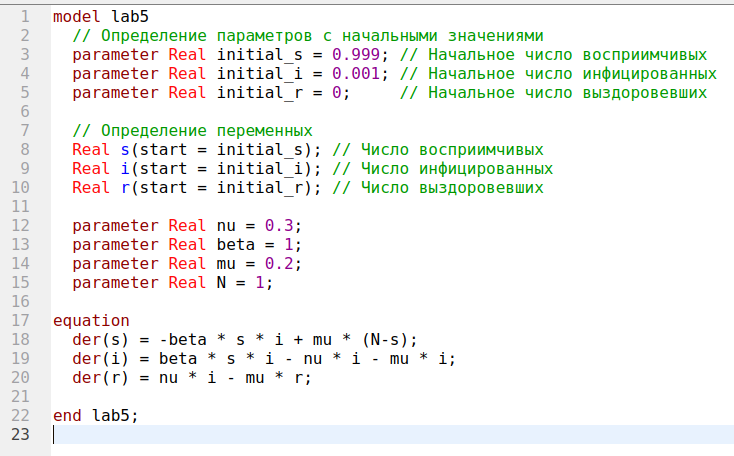 1 model lab5
2   // Определение параметров с начальными значениями
3   parameter Real initial_s = 0.999; // Начальное число восприимчивых
4   parameter Real initial_i = 0.001; // Начальное число инфицированных
5   parameter Real initial_r = 0;     // Начальное число выздоровевших
6
7   // Определение переменных
8   Real s(start = initial_s); // Число восприимчивых
9   Real i(start = initial_i); // Число инфицированных
10   Real r(start = initial_r); // Число выздоровевших
11
12   parameter Real nu = 0.3;
13   parameter Real beta = 1;
14   parameter Real mu = 0.2;
15   parameter Real N = 1;
16
17 equation
18   der(s) = -beta * s * i + mu * (N-s);
19   der(i) = beta * s * i - nu * i - mu * i;
20   der(r) = nu * i - mu * r;
21
22 end lab5;
23